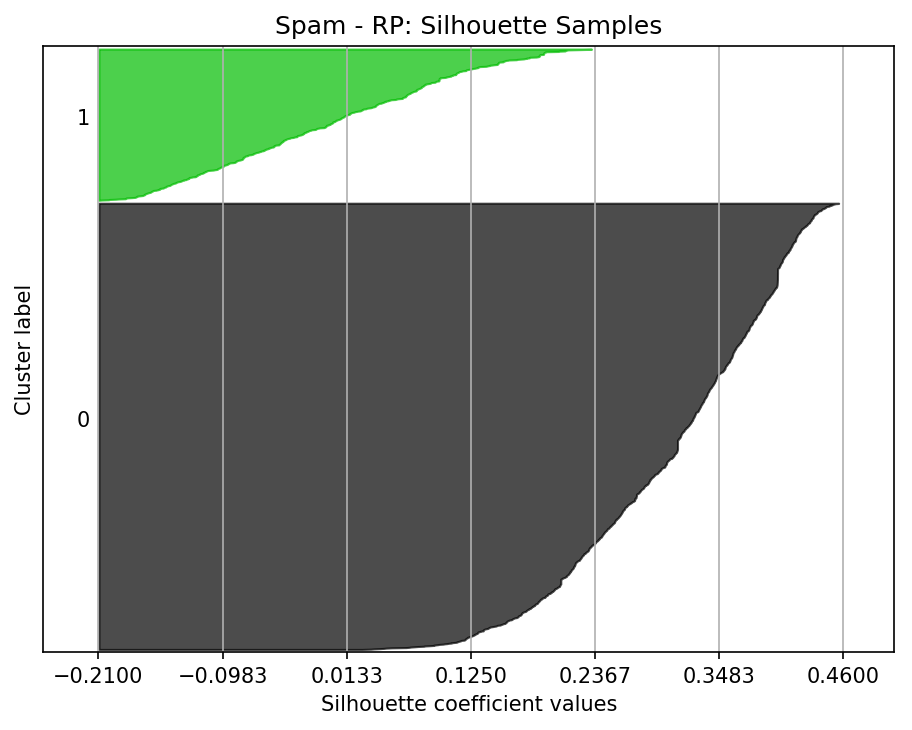 Spam - RP: Silhouette Samples
1
0
Cluster label
−0.2100 −0.0983 0.0133 0.1250 0.2367 0.3483 0.4600
Silhouette coefficient values